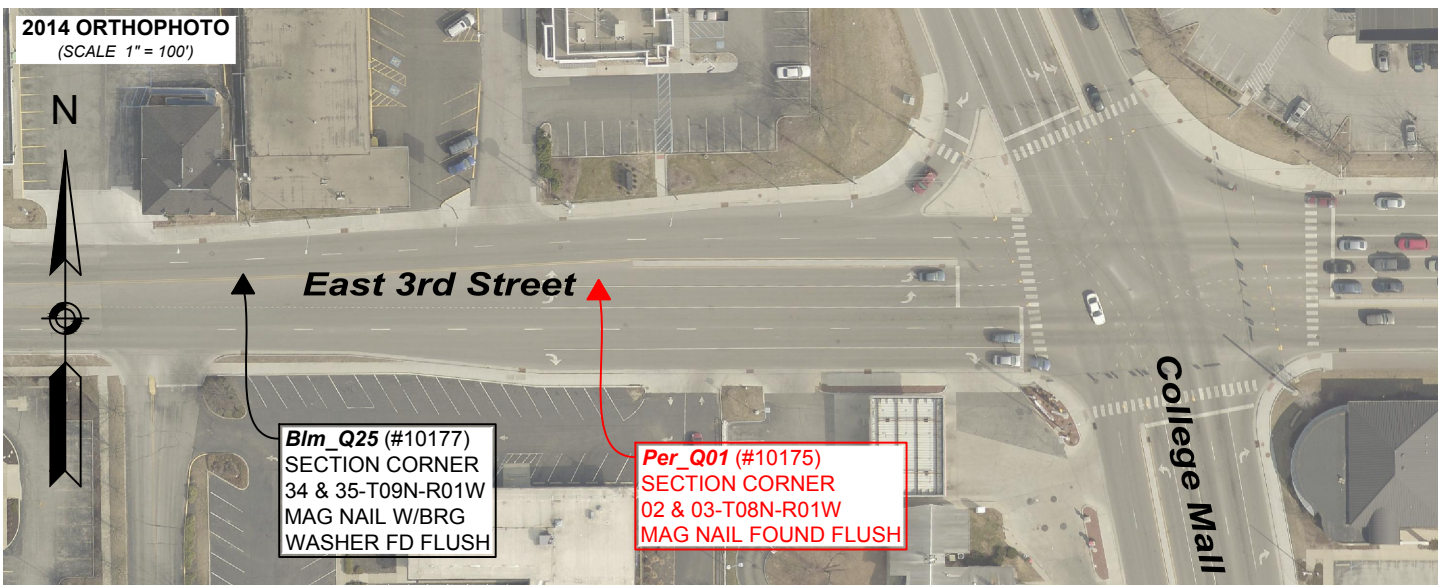 2014 ORTHOPHOTO
(SCALE 1" = 100')
N
East 3rd Street
Blm_Q25 (#10177)
SECTION CORNER
34 & 35-T09N-R01W
MAG NAIL W/BRG
WASHER FD FLUSH
Per_Q01 (#10175)
SECTION CORNER
02 & 03-T08N-R01W
MAG NAIL FOUND FLUSH
College Mall